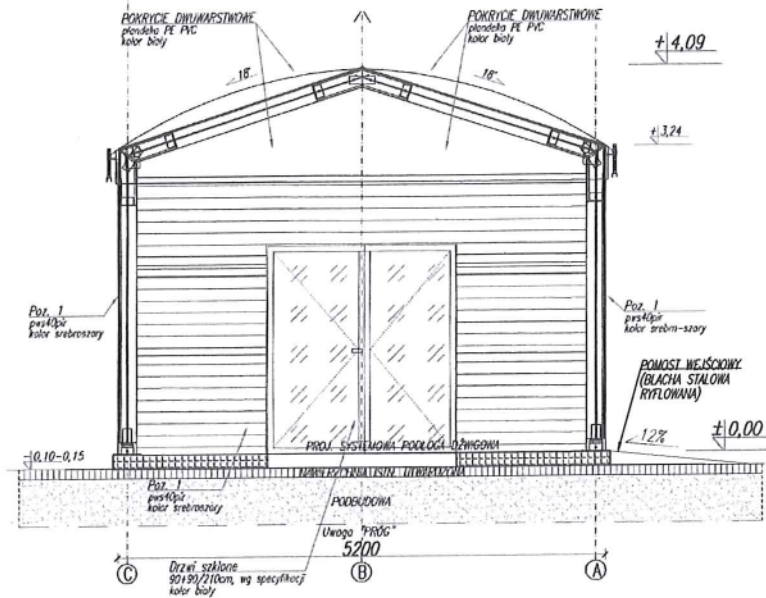 POKRYCIE DWUWARSTWOWE
plandeka PE PVC
kolor biały
POKRYCIE DWUWARSTWOWE
plandeka PE PVC
kolor biały
+4,09
18°
18°
+3,24
Poz. 1
pws40pir
kolor srebroszary
Poz. 1
pws40pir
kolor srebrn-szary
POMOST WEJŚCIOWY
(BLACHA STALOWA
RYFLOWANA)
12%
±0,00
PROJ. SYSTEMOWA PODŁOGA DŹWIGOWA
±0,10-0,15
NAWIERZCHNIA ISTN. UTWARDZONA
Poz. 1
pws40pir
kolor srebroszary
PODBUDOWA
Uwaga "PRÓG"
5200
Drzwi szklone
90+90/210cm, wg specyfikacji
kolor biały
C
B
A